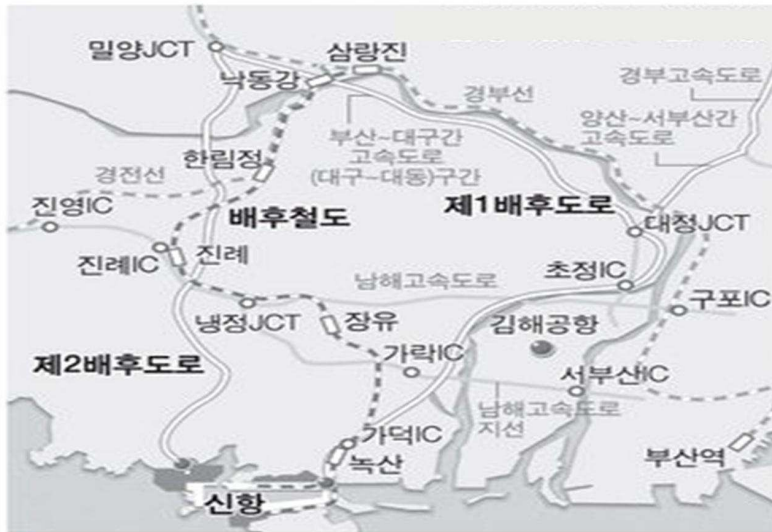 밀양JCT
삼랑진
낙동강
경부선
경부고속도로
양산~서부산간
고속도로
부산~대구간
고속도로
(대구~대동)구간
한림정
경전선
진영IC
배후철도
제1배후도로
대정JCT
진례IC
진례
초정IC
남해고속도로
구포IC
냉정JCT
장유
김해공항
제2배후도로
가락IC
서부산IC
남해고속도로
지선
가덕IC
녹산
부산역
신항